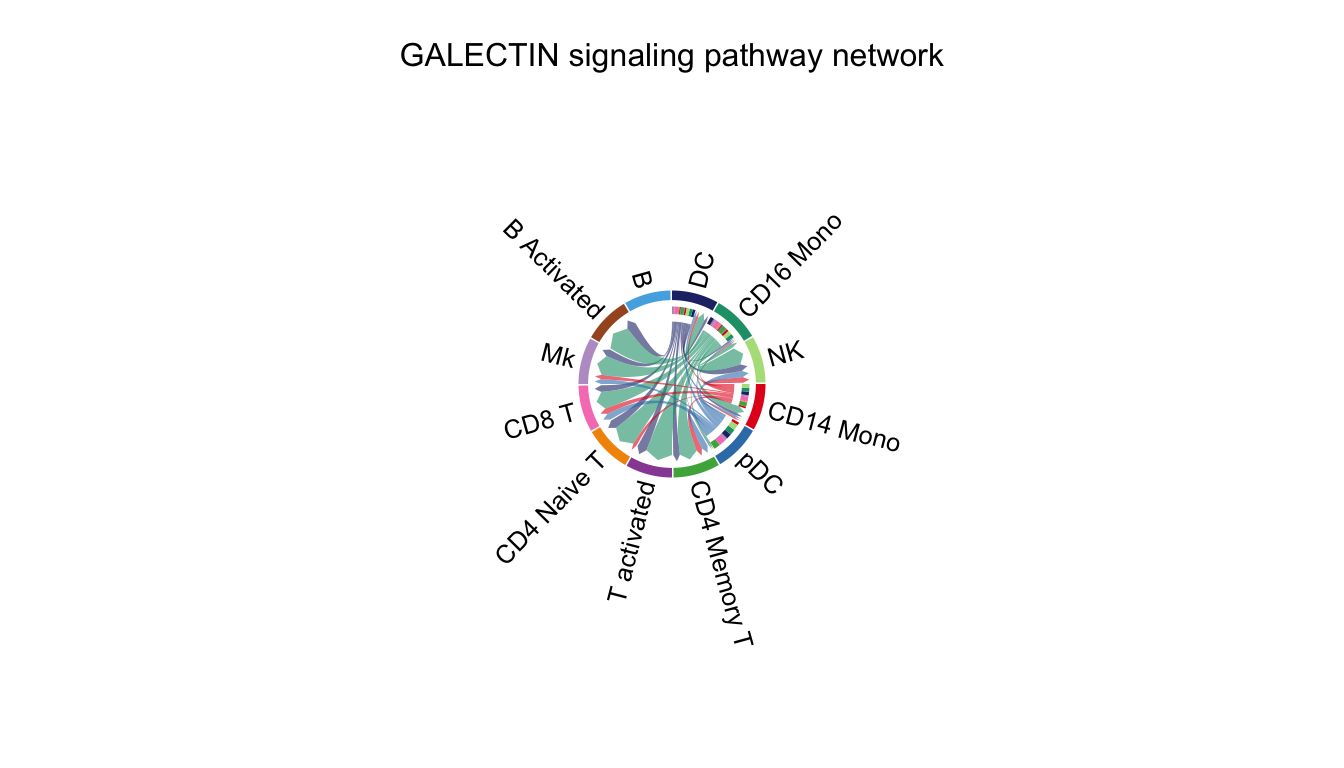 GALECTIN signaling pathway network
B
DC
CD16 Mono
NK
CD14 Mono
pDC
CD4 Memory T
T activated
CD4 Naive T
CD8 T
Mk
B Activated